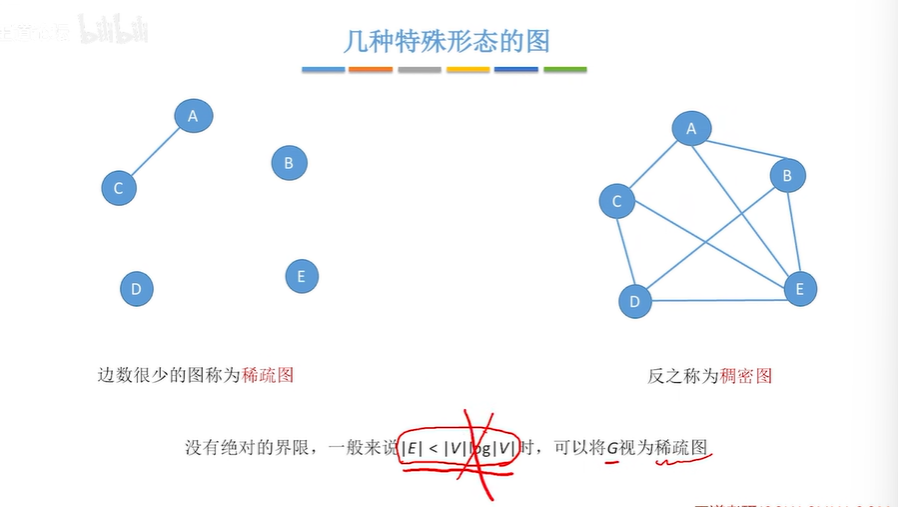 bilibili
几种特殊形态的图
A
B
C
D
E
A
B
C
D
E
边数很少的图称为稀疏图
反之称为稠密图
没有绝对的界限，一般来说|E| < |V|log|V|时，可以将G视为稀疏图